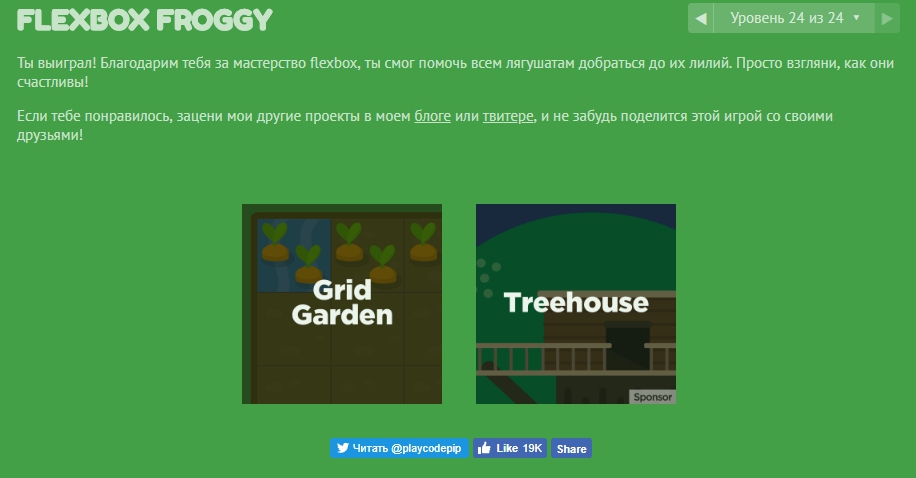 FLEXBOX FROGGY
Уровень 24 из 24
Ты выиграл! Благодарим тебя за мастерство flexbox, ты смог помочь всем лягушатам добраться до их лилий. Просто взгляни, как они
счастливы!
Если тебе понравилось, зацени мои другие проекты в моем блоге или твитере, и не забудь поделится этой игрой со своими
друзьями!
Grid
Garden
Treehouse
Sponsor
Читать @playcodepip
Like 19K
Share